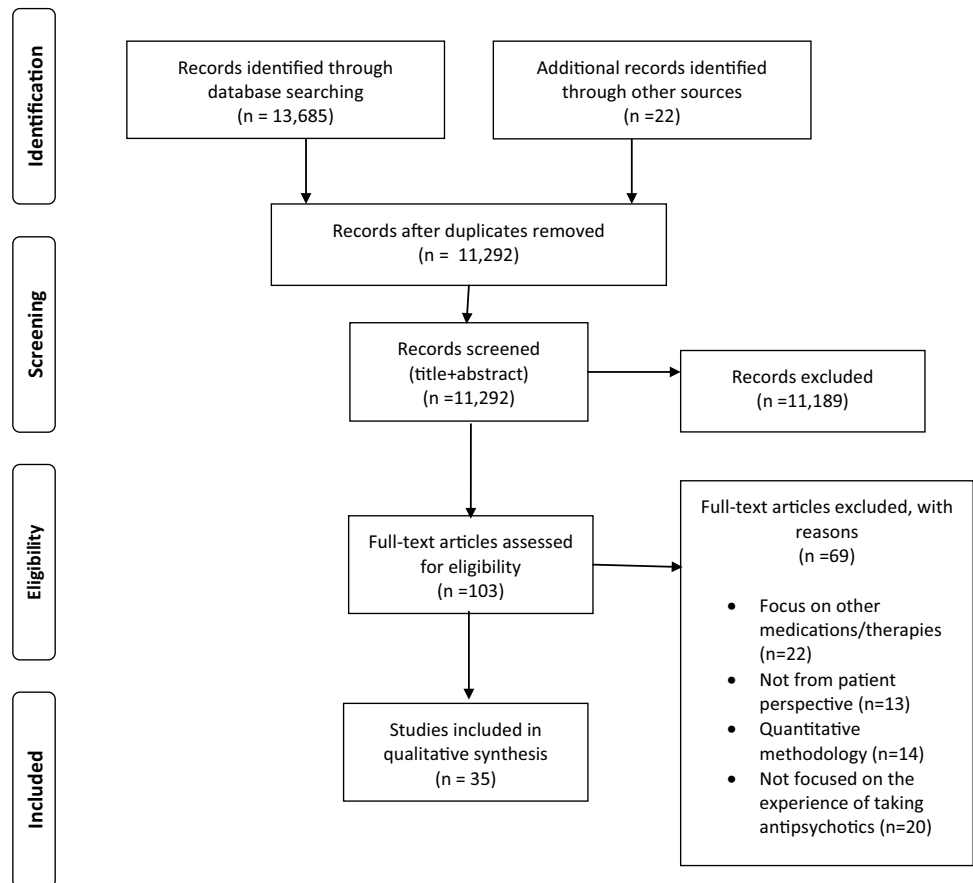 Identification
Records identified through
database searching
(n = 13,685)
Additional records identified
through other sources
(n =22)
Records after duplicates removed
(n = 11,292)
Screening
Records screened
(title+abstract)
(n =11,292)
Records excluded
(n =11,189)
Eligibility
Full-text articles assessed
for eligibility
(n =103)
Full-text articles excluded, with
reasons
(n =69)
• Focus on other
medications/therapies
(n=22)
• Not from patient
perspective (n=13)
• Quantitative
methodology (n=14)
• Not focused on the
experience of taking
antipsychotics (n=20)
Included
Studies included in
qualitative synthesis
(n = 35)